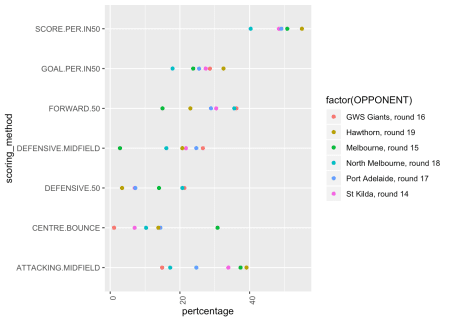 SCORE.PER.IN50
GOAL.PER.IN50
FORWARD.50
DEFENSIVE.MIDFIELD
DEFENSIVE.50
CENTRE.BOUNCE
ATTACKING.MIDFIELD
scoring_method
0
20
40
pertcentage
factor(OPPONENT)
GWS Giants, round 16
Hawthorn, round 19
Melbourne, round 15
North Melbourne, round 18
Port Adelaide, round 17
St Kilda, round 14